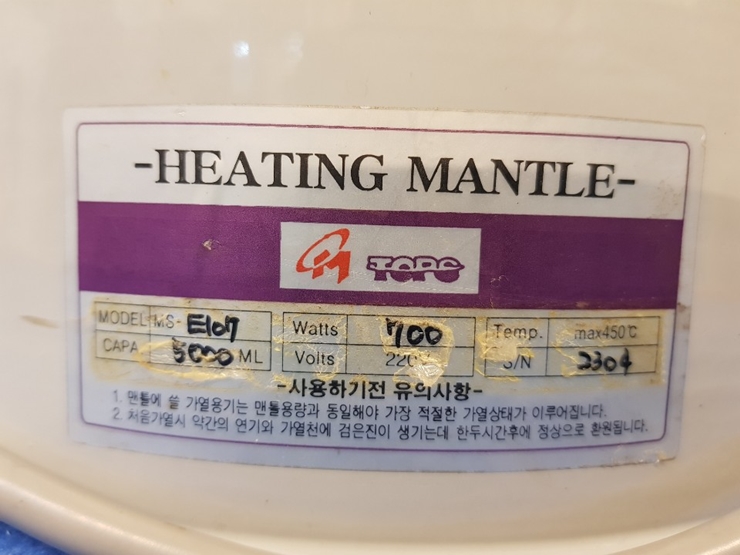 -HEATING MANTLE-
TOPS
MODEL MS- E107 Watts 700 Temp. max450℃
CAPA 5000 ML Volts 220V S/N 2304
-사용하기전 유의사항-
1. 맨틀에 쓸 가열용기는 맨틀용량과 동일해야 가장 적절한 가열상태가 이루어집니다.
2. 처음가열시 약간의 연기와 가열천에 검은진이 생기는데 한두시간후에 정상으로 환원됩니다.